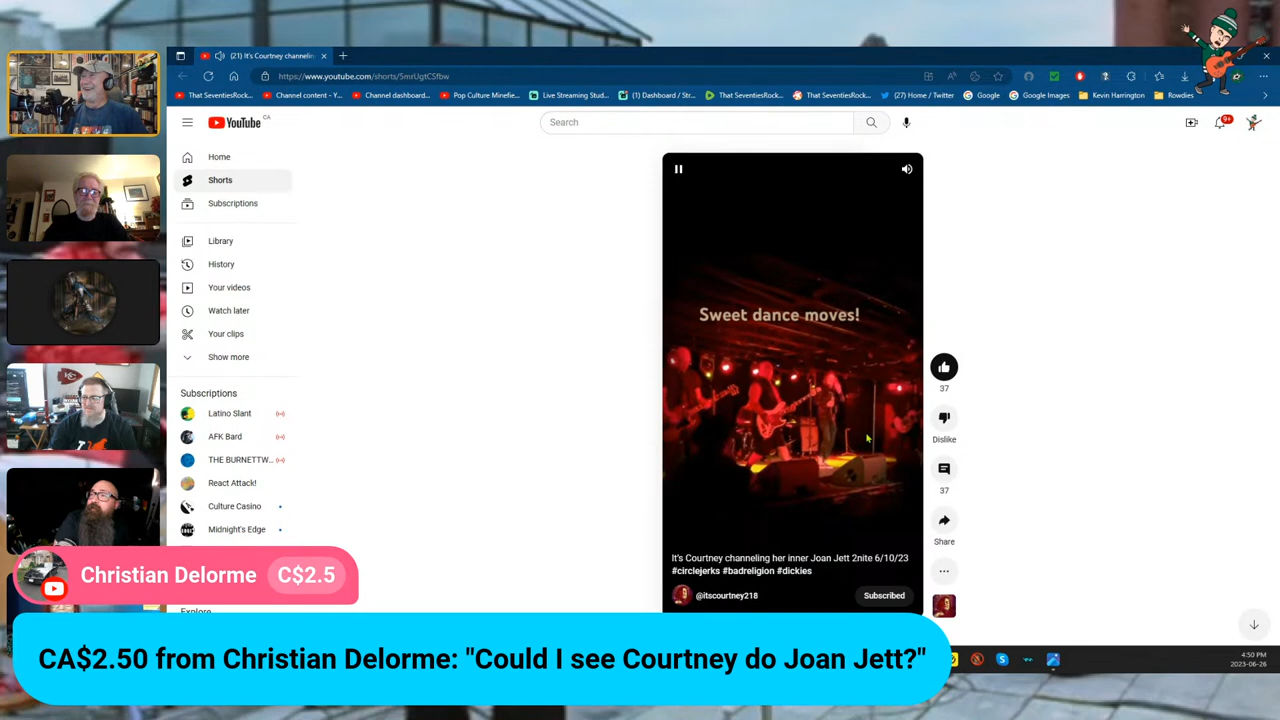 (21) It's Courtney channelin
https://www.youtube.com/shorts/5mrUgtCSfbw
That SeventiesRock...
Channel content - Y...
Channel dashboard...
Pop Culture Minefie...
Live Streaming Stud...
(1) Dashboard / Str...
That SeventiesRock...
That SeventiesRock...
(27) Home / Twitter
Google
Google Images
Kevin Harrington
Rowdies
YouTube CA
Search
9+
Home
Shorts
Subscriptions
Library
History
Your videos
Watch later
Your clips
Show more
Subscriptions
Latino Slant
AFK Bard
THE BURNETTW...
React Attack!
Culture Casino
Midnight's Edge
Explore
Sweet dance moves!
It's Courtney channeling her inner Joan Jett 2nite 6/10/23
#circlejerks #badreligion #dickies
@itscourtney218
Subscribed
37
Dislike
37
Share
Christian Delorme C$2.5
CA$2.50 from Christian Delorme: "Could I see Courtney do Joan Jett?"
4:50 PM
2023-06-26